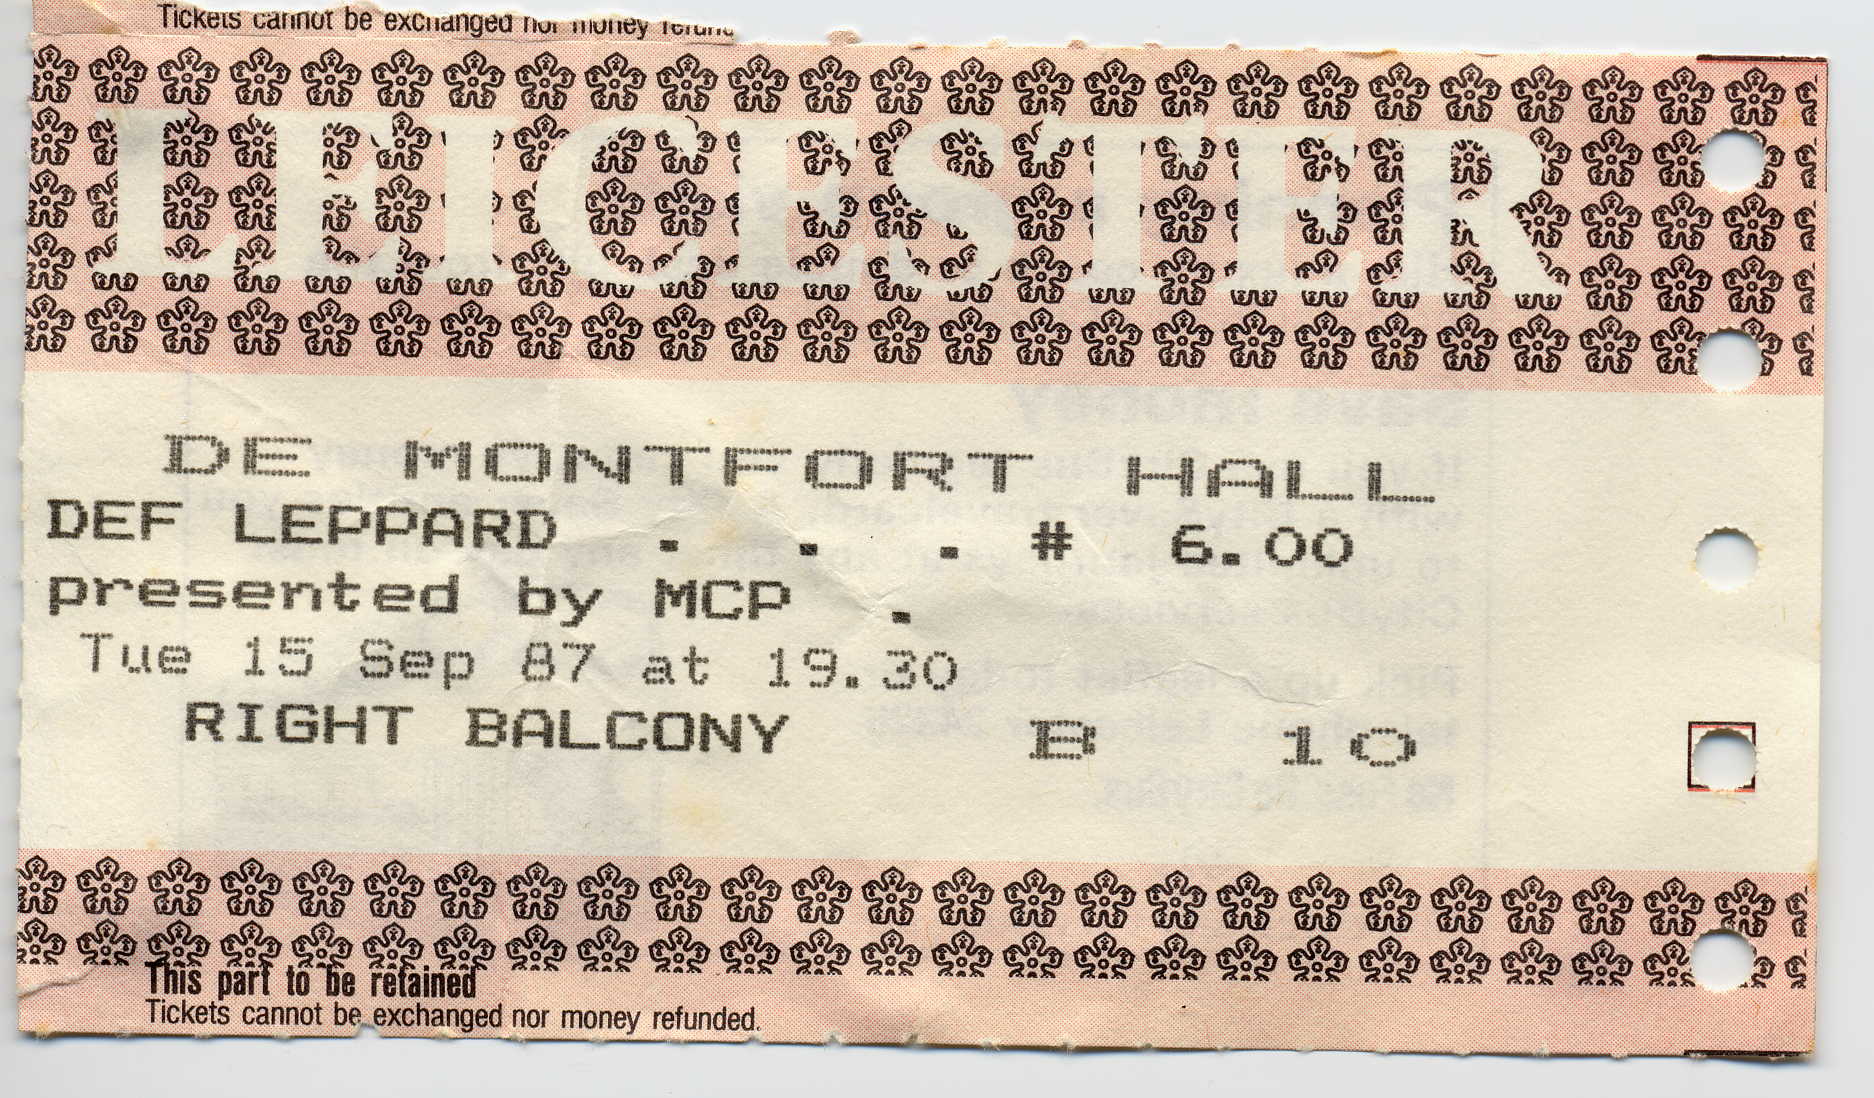 Tickets cannot be exchanged nor money refund
LEICESTER
DE MONTFORT HALL
DEF LEPPARD . . . # 6.00
presented by MCP .
Tue 15 Sep 87 at 19.30
RIGHT BALCONY B 10
This part to be retained
Tickets cannot be exchanged nor money refunded.